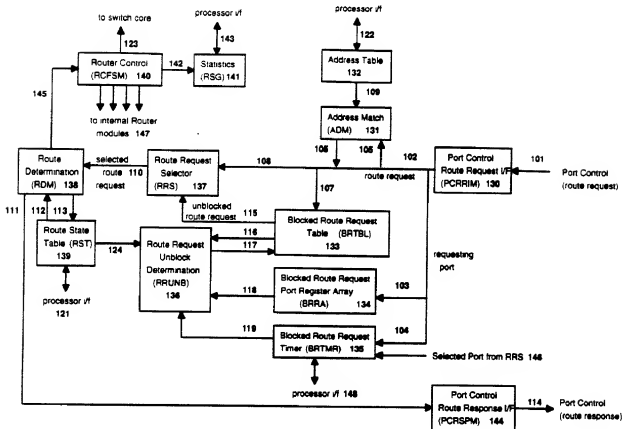 to switch core
123
processor i/f
143
processor i/f
122
Router Control
(RCFSM) 140
142
Statistics
(RSG) 141
Address Table
132
145
109
to internal Router
modules 147
Address Match
(ADM) 131
106
105
102
route request
101
Port Control
(route request)
Port Control
Route Request I/F
(PCRRIM) 130
Route
Determination
(RDM) 138
selected
110 route
request
Route Request
Selector
(RRS) 137
108
107
111
112
113
unblocked
route request
115
116
117
Blocked Route Request
Table (BRTBL)
133
Route State
Table (RST)
139
124
Route Request
Unblock
Determination
(RRUNB)
136
requesting
port
processor i/f
121
118
Blocked Route Request
Port Register Array
(BRRA) 134
103
119
Blocked Route Request
Timer (BRTMR)
135
104
Selected Port from RRS 146
processor i/f 148
Port Control
Route Response I/F
(PCRSPM) 144
114
Port Control
(route response)